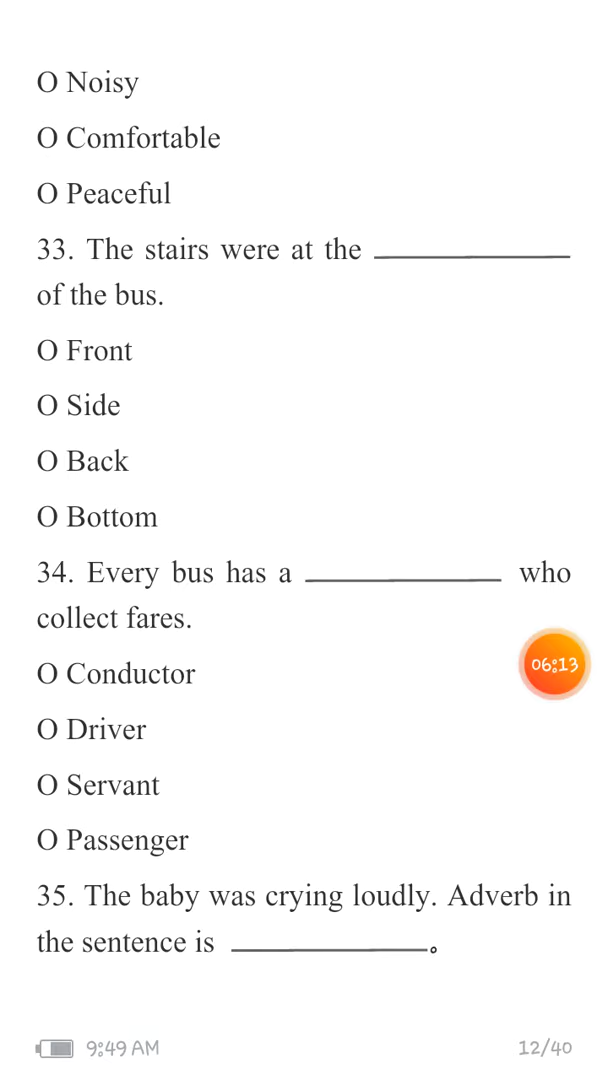 O Noisy
O Comfortable
O Peaceful
33. The stairs were at the ____________
of the bus.
O Front
O Side
O Back
O Bottom
34. Every bus has a ____________ who
collect fares.
06:13
O Conductor
O Driver
O Servant
O Passenger
35. The baby was crying loudly. Adverb in
the sentence is ____________。
9:49 AM
12/40